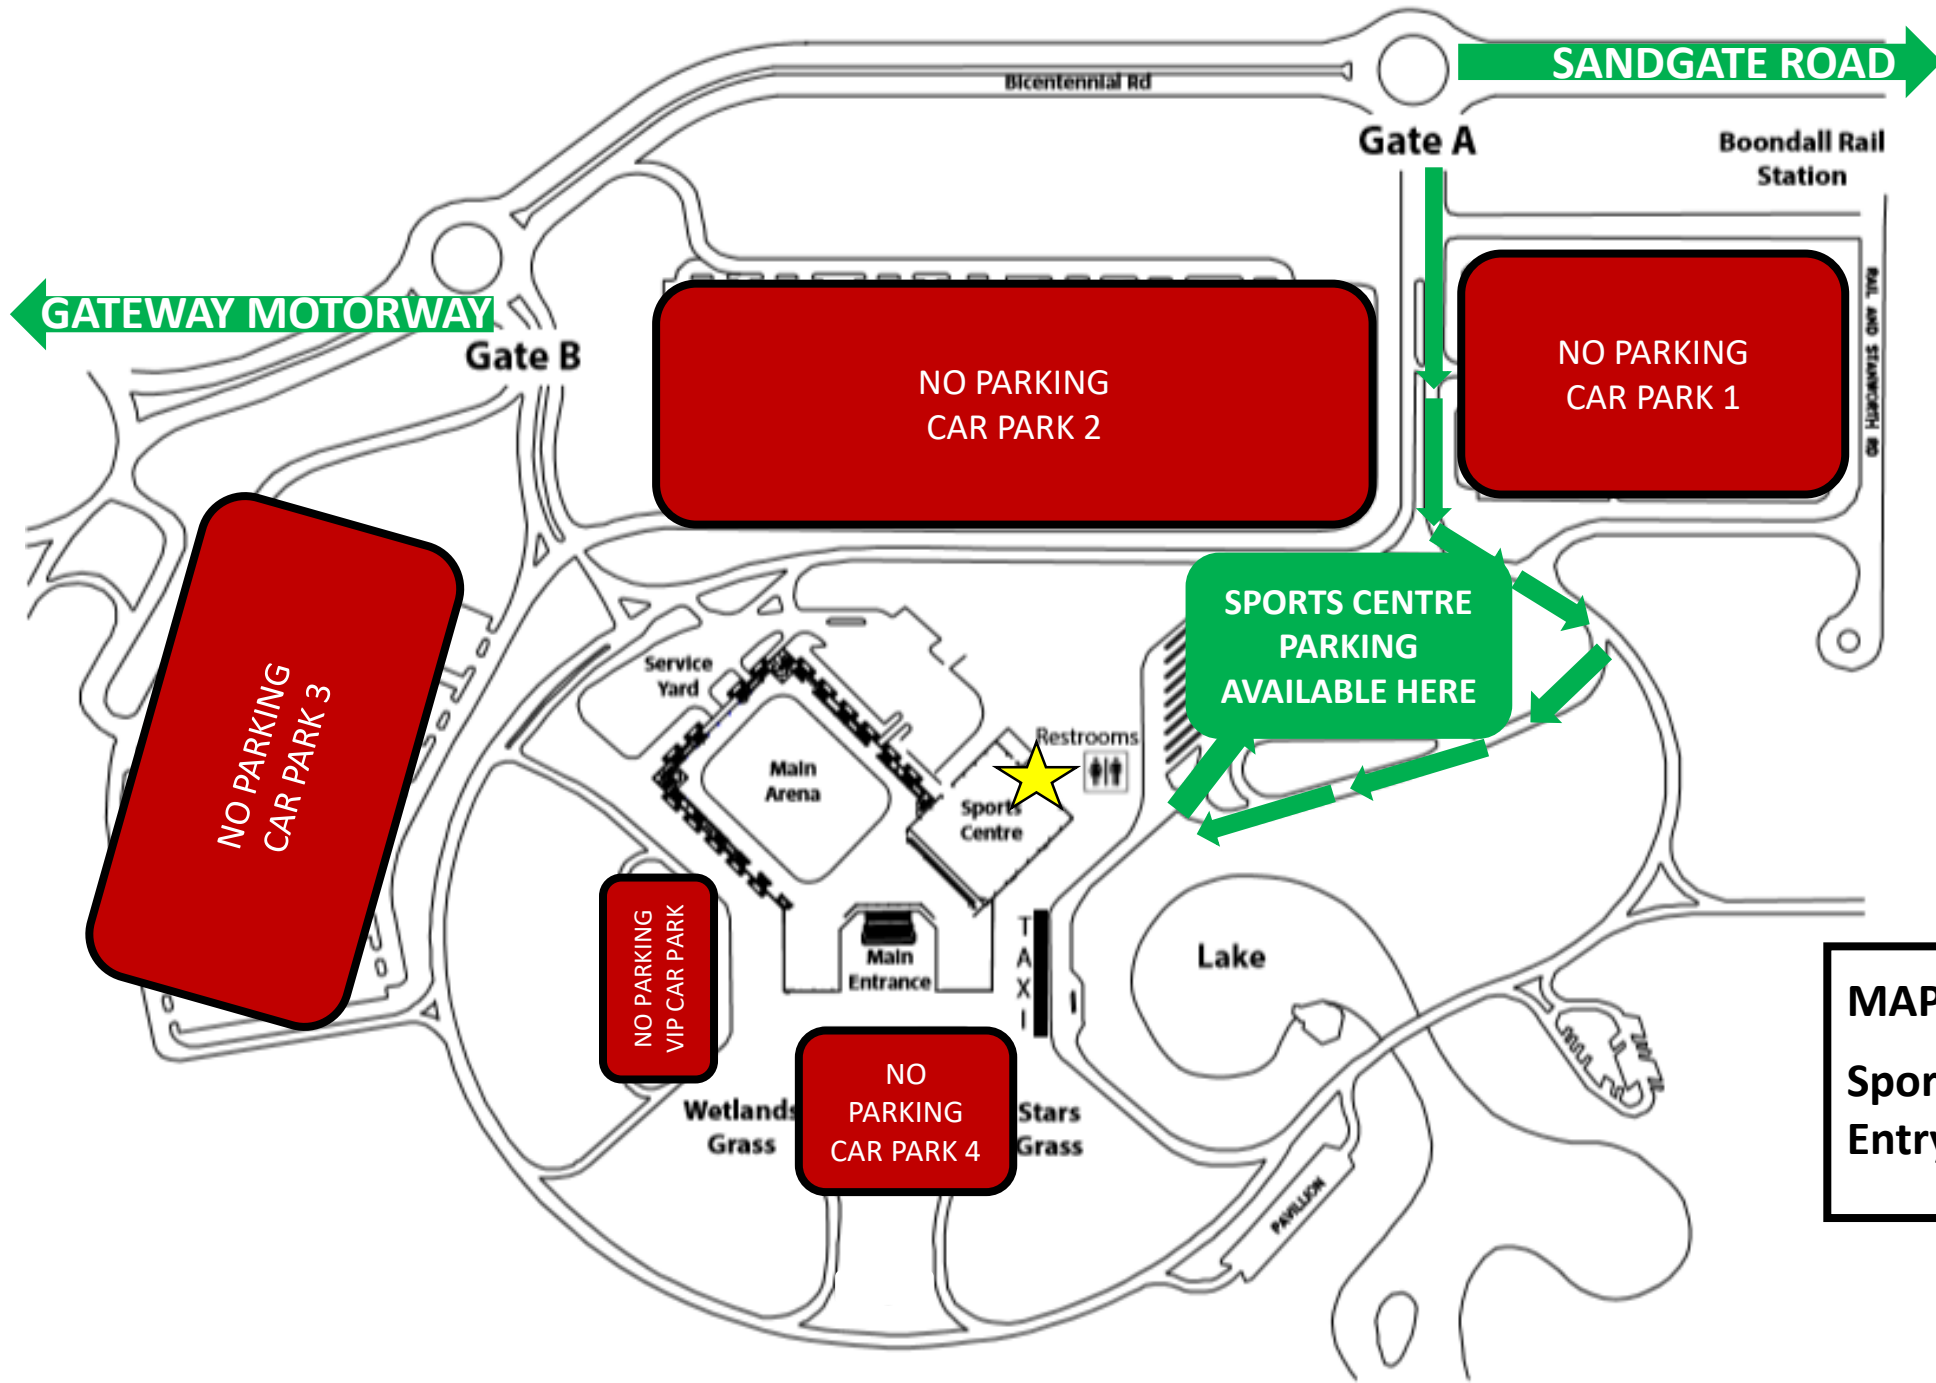 SANDGATE ROAD
Bicentennial Rd
Gate A
Boondall Rail
Station
GATEWAY MOTORWAY
Gate B
NO PARKING
CAR PARK 2
NO PARKING
CAR PARK 1
RAIL AND STANWORTH RD
SPORTS CENTRE
PARKING
AVAILABLE HERE
NO PARKING
CAR PARK 3
Service
Yard
Restrooms
Main
Arena
Sports
Centre
NO PARKING
VIP CAR PARK
TAXI
Main
Entrance
Lake
MAP
Spor
Entry
NO
PARKING
CAR PARK 4
Wetlands
Grass
Stars
Grass
PAVILLION